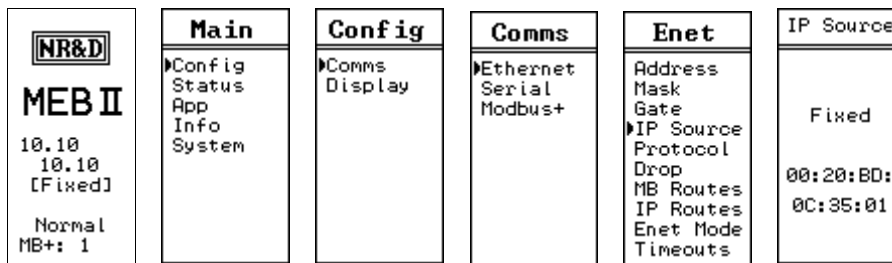 NR&D
MEB II
10.10
10.10
[Fixed]
Normal
MB+: 1
Main
Config
Status
App
Info
System
Config
Comms
Display
Comms
Ethernet
Serial
Modbus+
Enet
Address
Mask
Gate
IP Source
Protocol
Drop
MB Routes
IP Routes
Enet Mode
Timeouts
IP Source
Fixed
00:20:BD:
0C:35:01